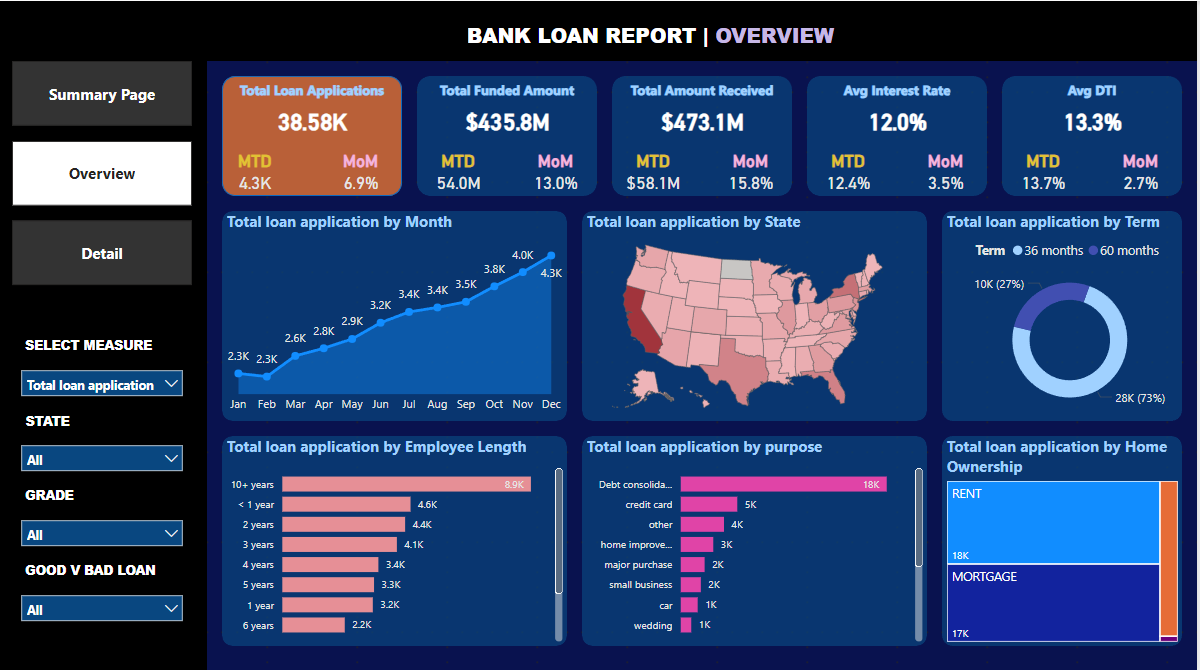 BANK LOAN REPORT | OVERVIEW
Summary Page
Overview
Detail
SELECT MEASURE
Total loan application
STATE
All
GRADE
All
GOOD V BAD LOAN
All
Total Loan Applications
38.58K
MTD MoM
4.3K 6.9%
Total Funded Amount
$435.8M
MTD MoM
54.0M 13.0%
Total Amount Received
$473.1M
MTD MoM
$58.1M 15.8%
Avg Interest Rate
12.0%
MTD MoM
12.4% 3.5%
Avg DTI
13.3%
MTD MoM
13.7% 2.7%
Total loan application by Month
2.3K 2.3K 2.6K 2.8K 2.9K 3.2K 3.4K 3.4K 3.5K 3.8K 4.0K 4.3K
Jan Feb Mar Apr May Jun Jul Aug Sep Oct Nov Dec
Total loan application by State
Total loan application by Term
Term 36 months 60 months
10K (27%)
28K (73%)
Total loan application by Employee Length
10+ years 8.9K
< 1 year 4.6K
2 years 4.4K
3 years 4.1K
4 years 3.4K
5 years 3.3K
1 year 3.2K
6 years 2.2K
Total loan application by purpose
Debt consolida... 18K
credit card 5K
other 4K
home improve... 3K
major purchase 2K
small business 2K
car 1K
wedding 1K
Total loan application by Home
Ownership
RENT
18K
MORTGAGE
17K